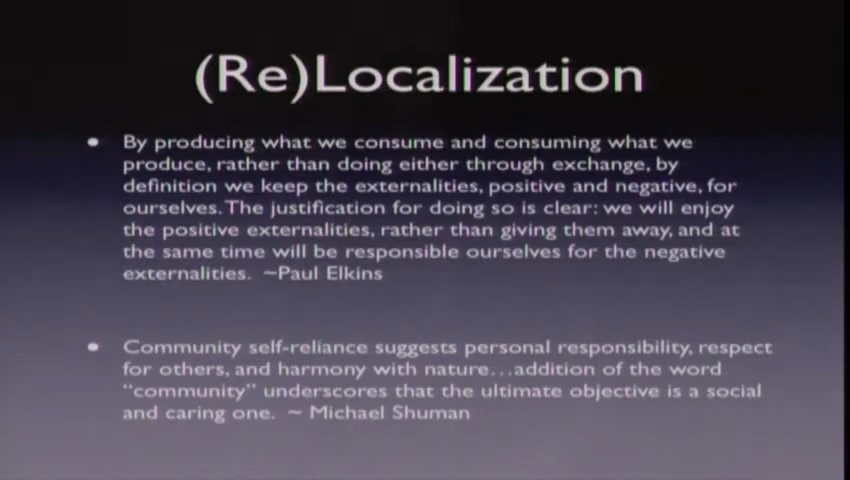 (Re)Localization
• By producing what we consume and consuming what we
produce, rather than doing either through exchange, by
definition we keep the externalities, positive and negative, for
ourselves. The justification for doing so is clear: we will enjoy
the positive externalities, rather than giving them away, and at
the same time will be responsible ourselves for the negative
externalities. ~Paul Elkins
• Community self-reliance suggests personal responsibility, respect
for others, and harmony with nature...addition of the word
"community" underscores that the ultimate objective is a social
and caring one. ~ Michael Shuman